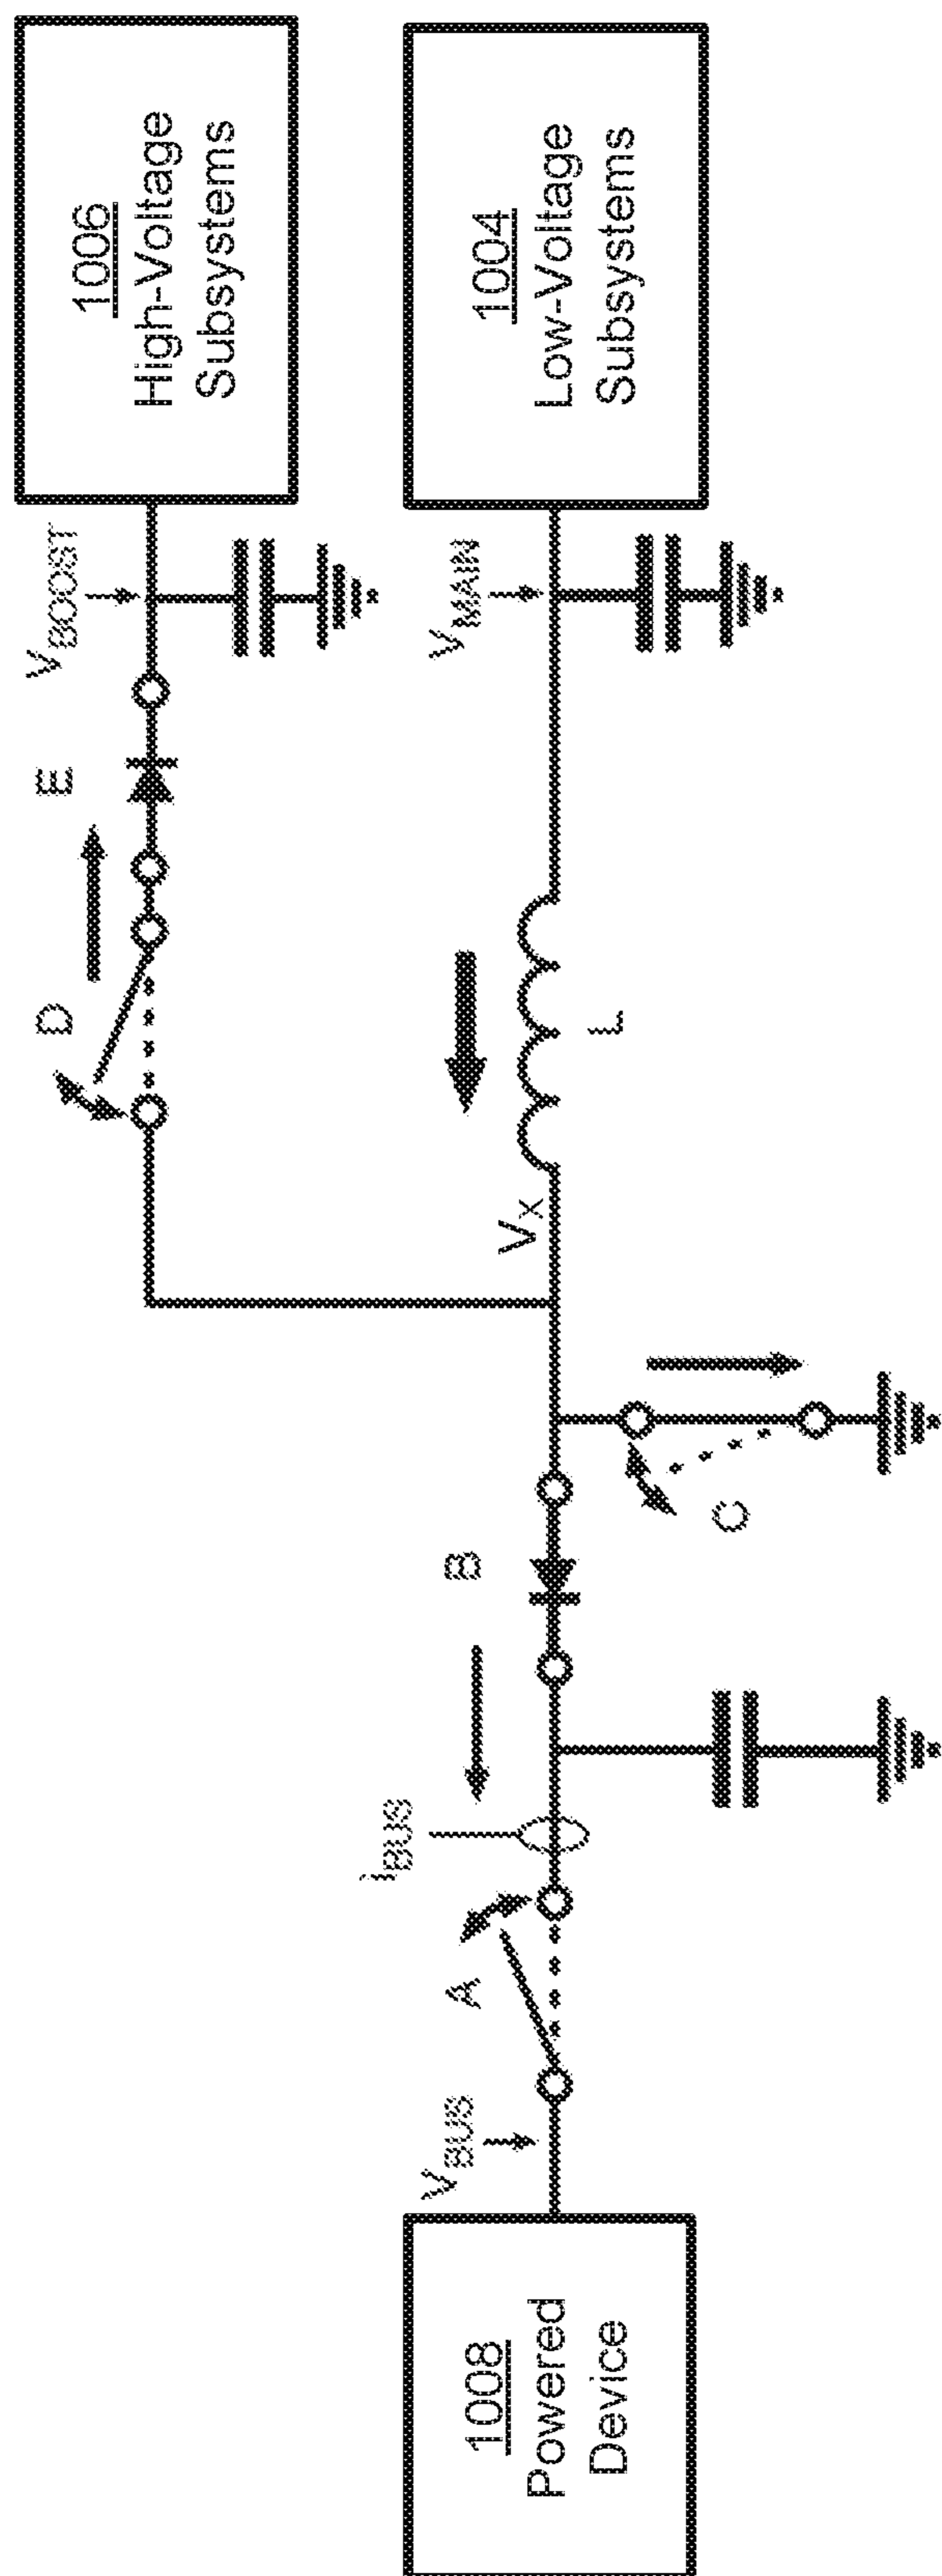 1006
High-Voltage
Subsystems
1004
Low-Voltage
Subsystems
V_BOOST
V_MAIN
E
D
L
V_X
B
C
i_BUS
A
V_BUS
1008
Powered
Device